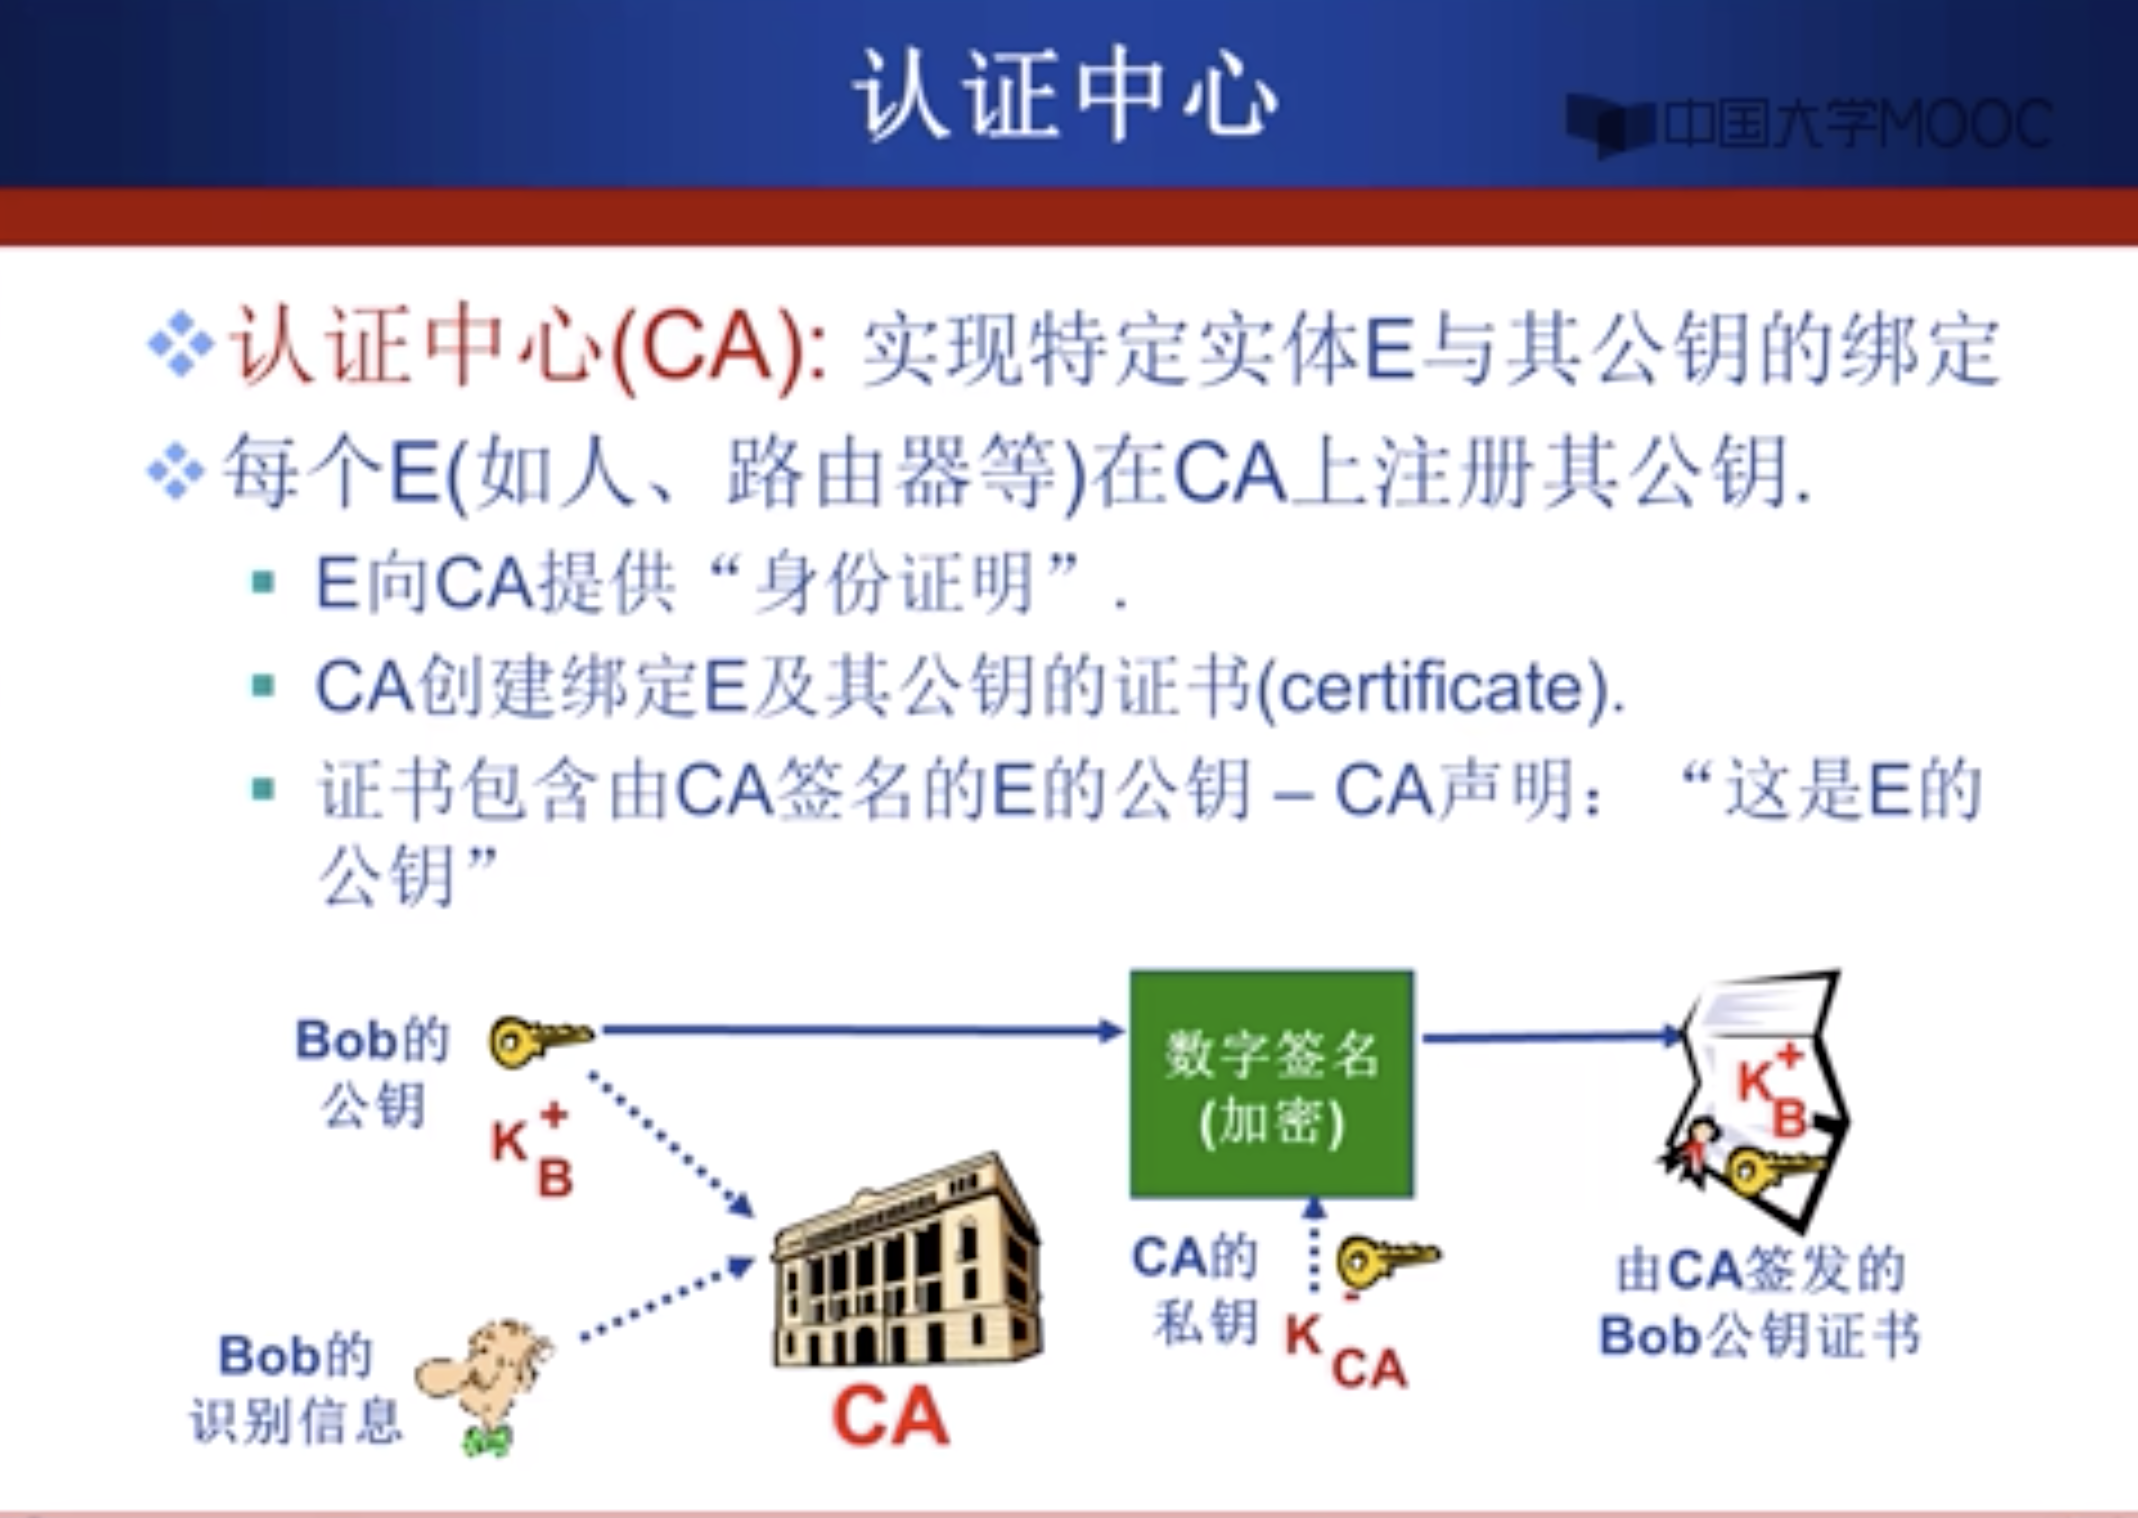 认证中心
中国大学MOOC
认证中心(CA): 实现特定实体E与其公钥的绑定
每个E(如人、路由器等)在CA上注册其公钥.
E向CA提供“身份证明”.
CA创建绑定E及其公钥的证书(certificate).
证书包含由CA签名的E的公钥 – CA声明：“这是E的
公钥”
Bob的
公钥
K+B
Bob的
识别信息
CA
数字签名
(加密)
CA的
私钥
K-CA
K+B
由CA签发的
Bob公钥证书